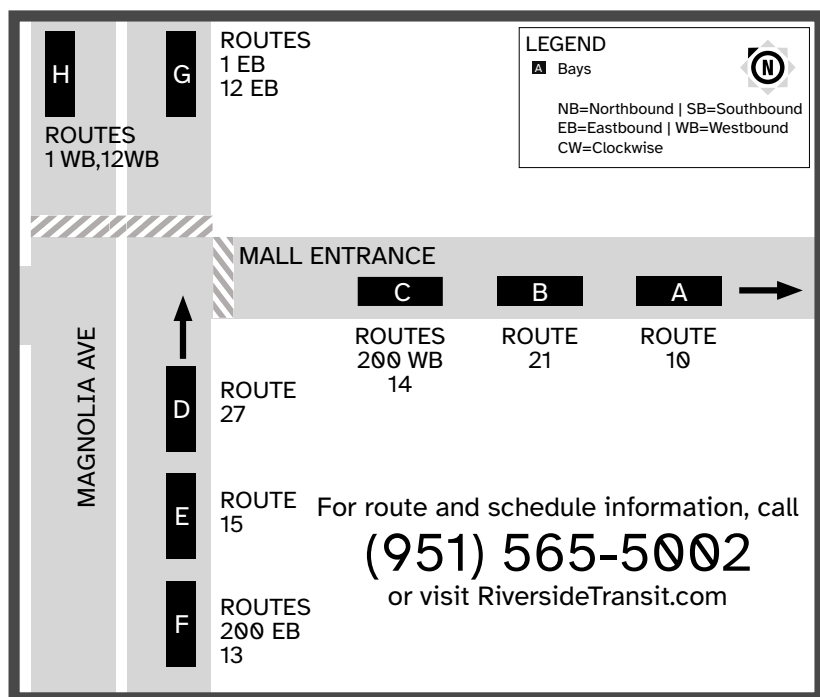 H
ROUTES
1 WB,12WB
G
ROUTES
1 EB
12 EB
LEGEND
A Bays
N
NB=Northbound | SB=Southbound
EB=Eastbound | WB=Westbound
CW=Clockwise
MALL ENTRANCE
C
B
A
ROUTES
200 WB
14
ROUTE
21
ROUTE
10
MAGNOLIA AVE
D
ROUTE
27
E
ROUTE
15
F
ROUTES
200 EB
13
For route and schedule information, call
(951) 565-5002
or visit RiversideTransit.com